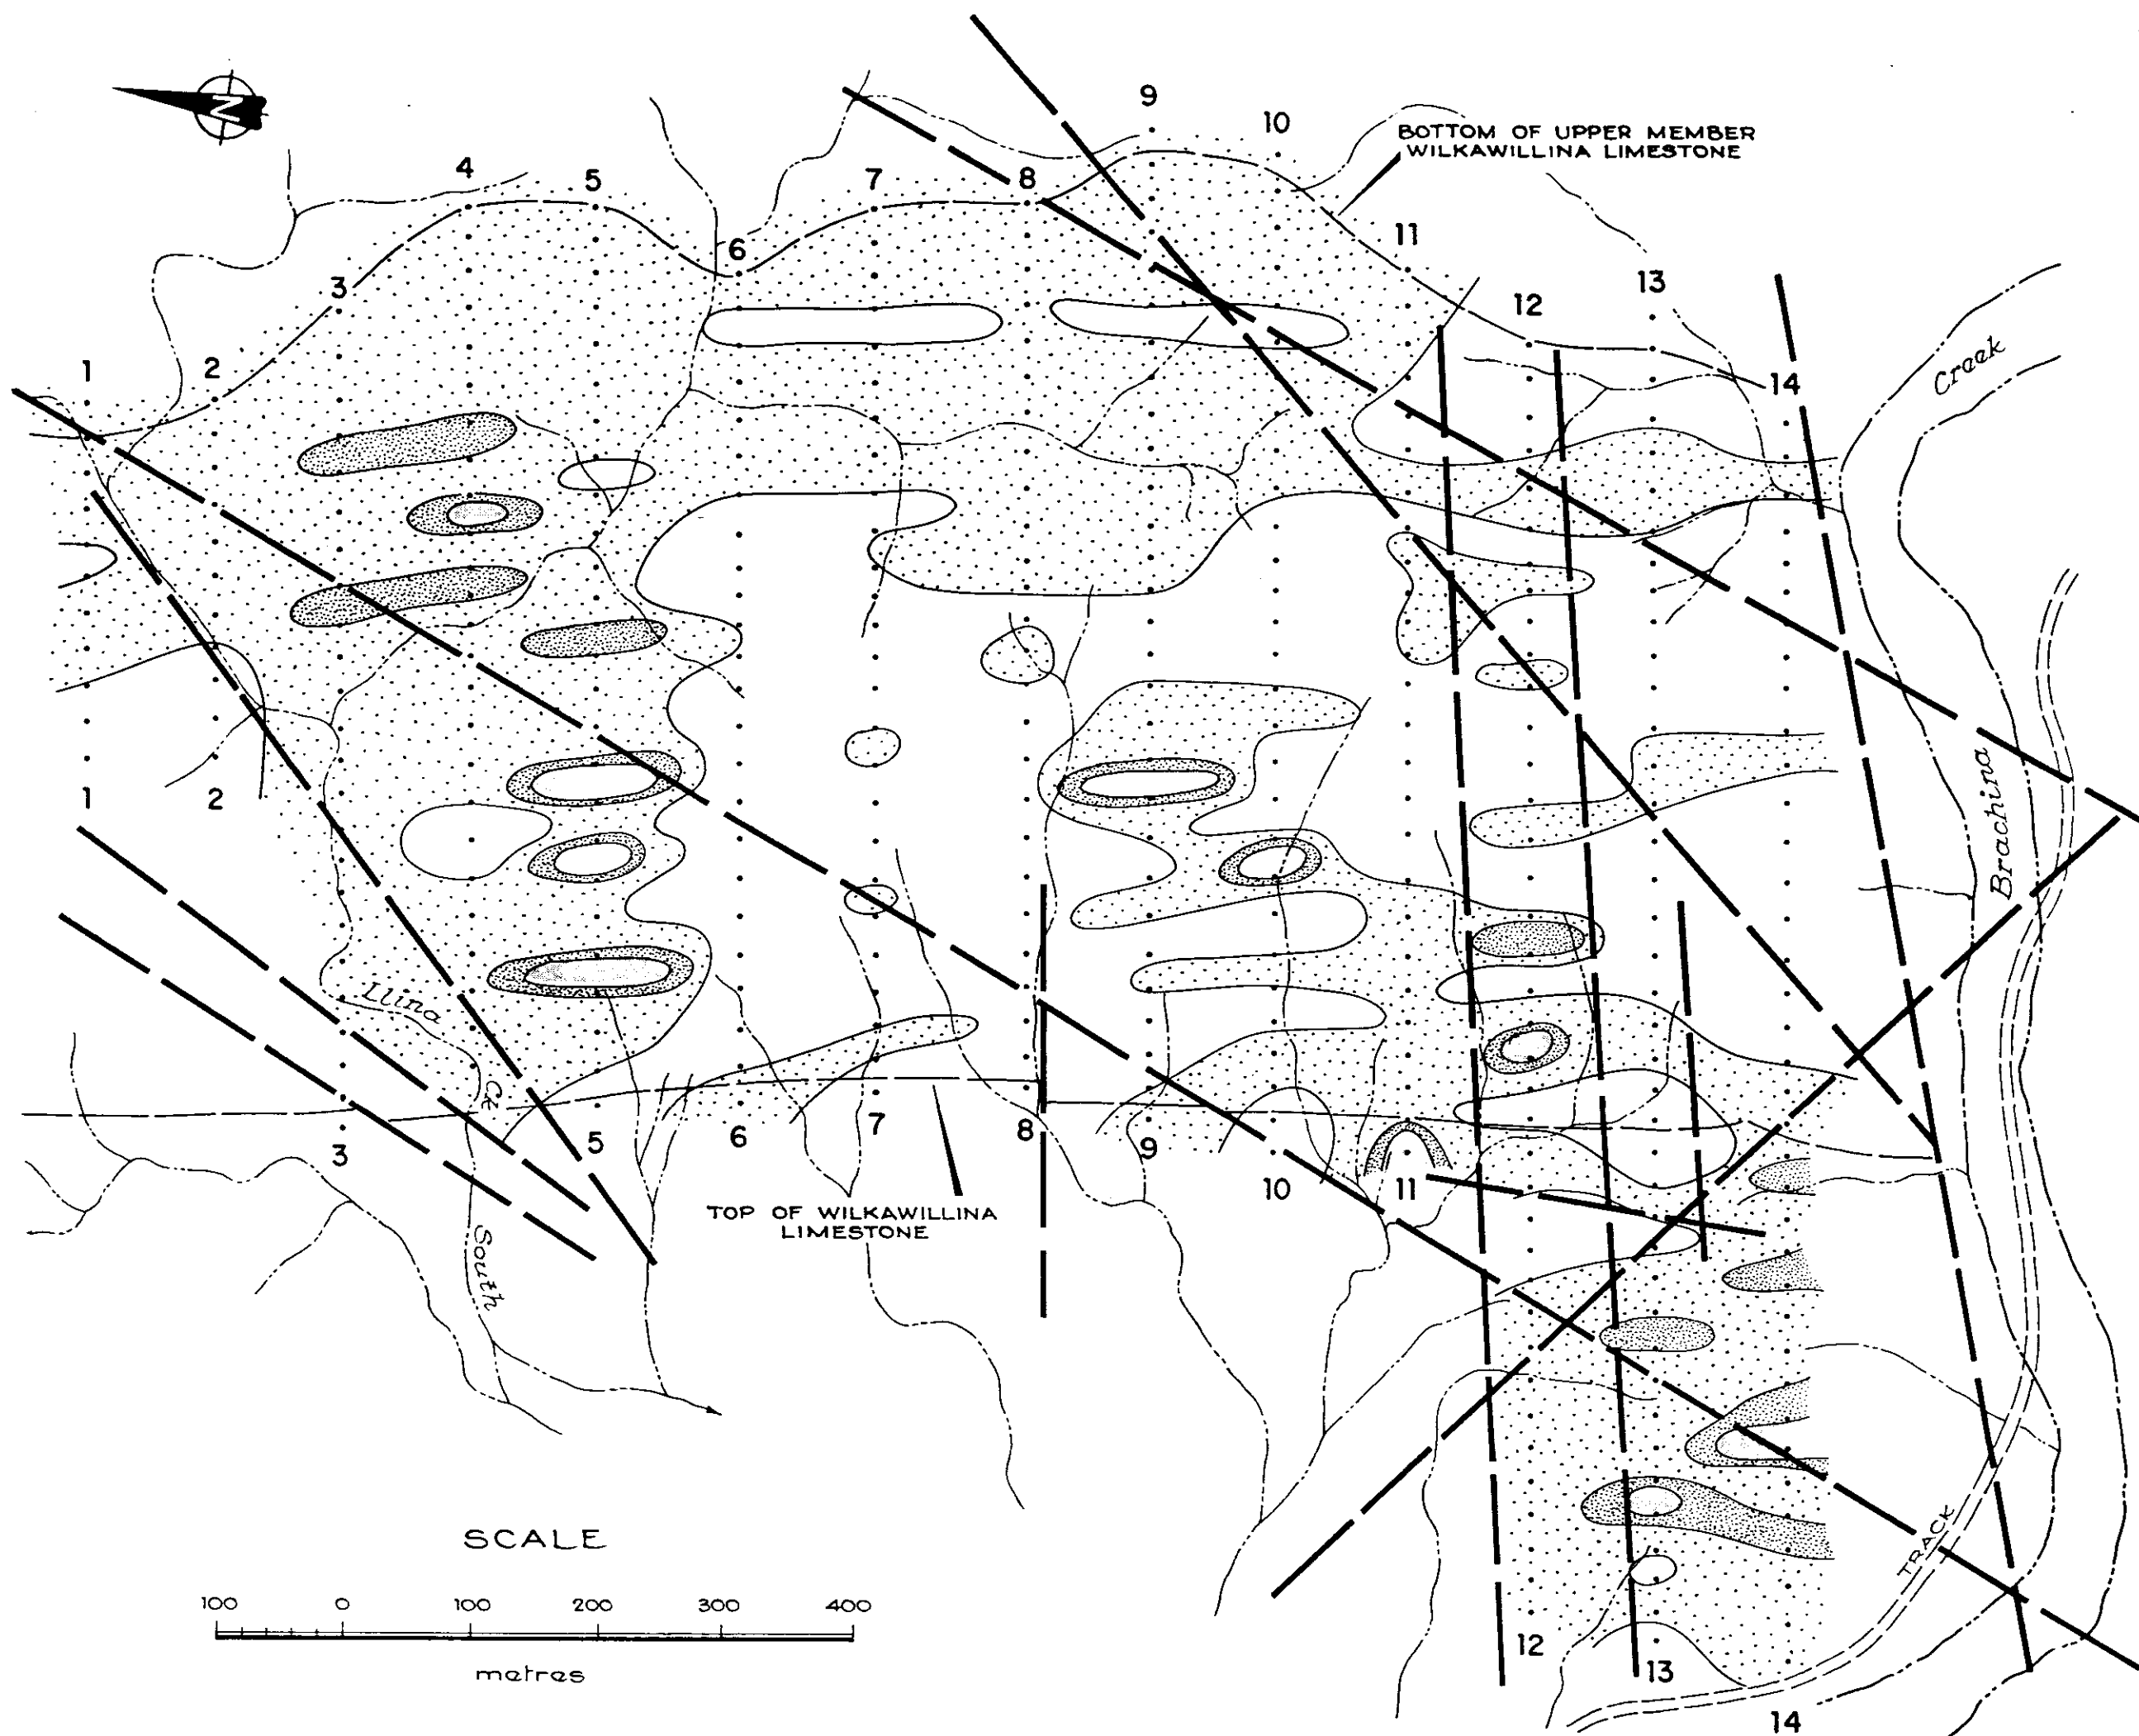 N
9
10
BOTTOM OF UPPER MEMBER
WILKAWILLINA LIMESTONE
4
5
7
8
6
11
3
13
12
1
2
14
Creek
1
2
Brachina
Llina
Ck
South
3
5
6
7
8
9
10
11
TOP OF WILKAWILLINA
LIMESTONE
TRACK
SCALE
100 0 100 200 300 400
metres
12
13
14